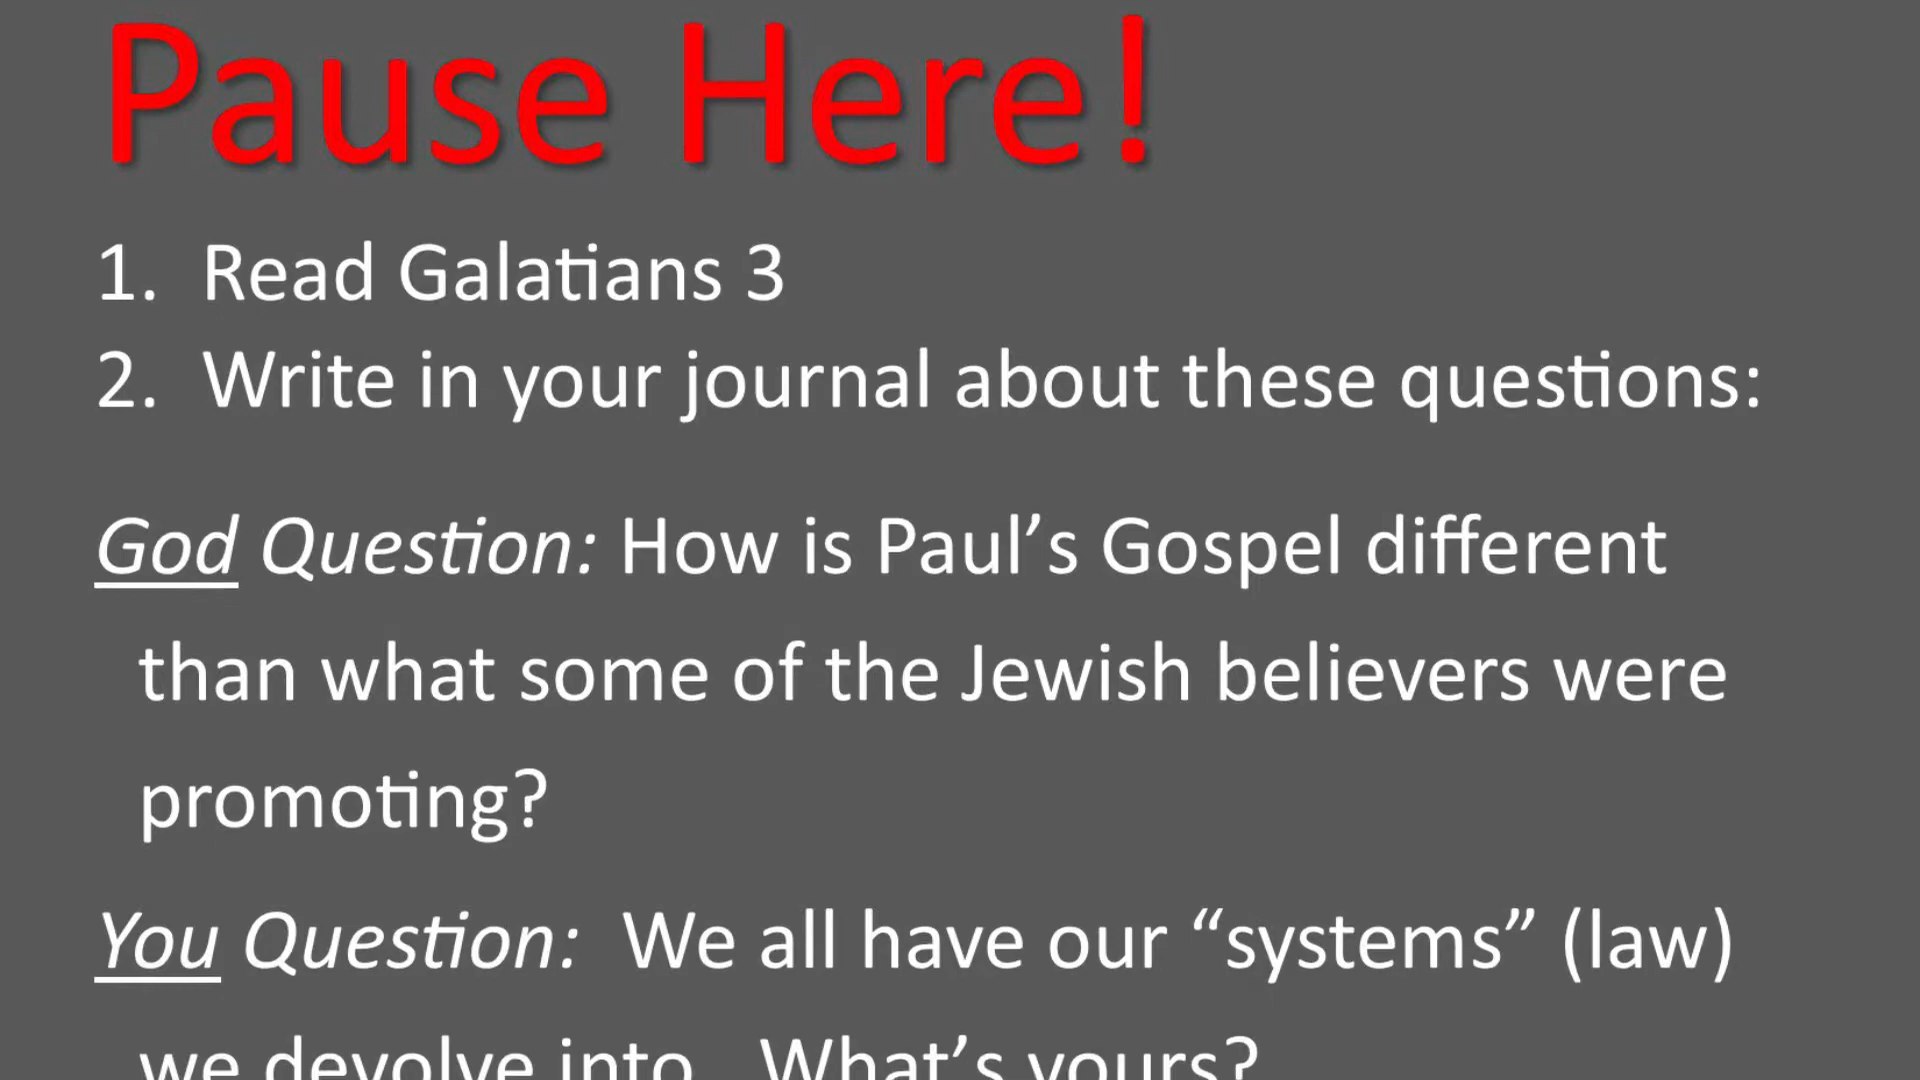 Pause Here!
1. Read Galatians 3
2. Write in your journal about these questions:
God Question: How is Paul’s Gospel different
than what some of the Jewish believers were
promoting?
You Question: We all have our “systems” (law)
we devolve into. What’s yours?